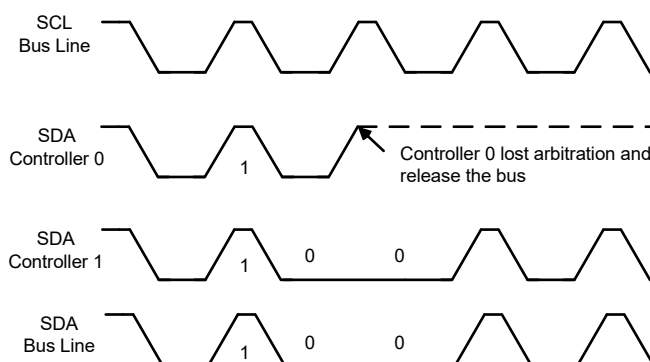 SCL
Bus Line
SDA
Controller 0
1
Controller 0 lost arbitration and
release the bus
SDA
Controller 1
1
0
0
SDA
Bus Line
1
0
0